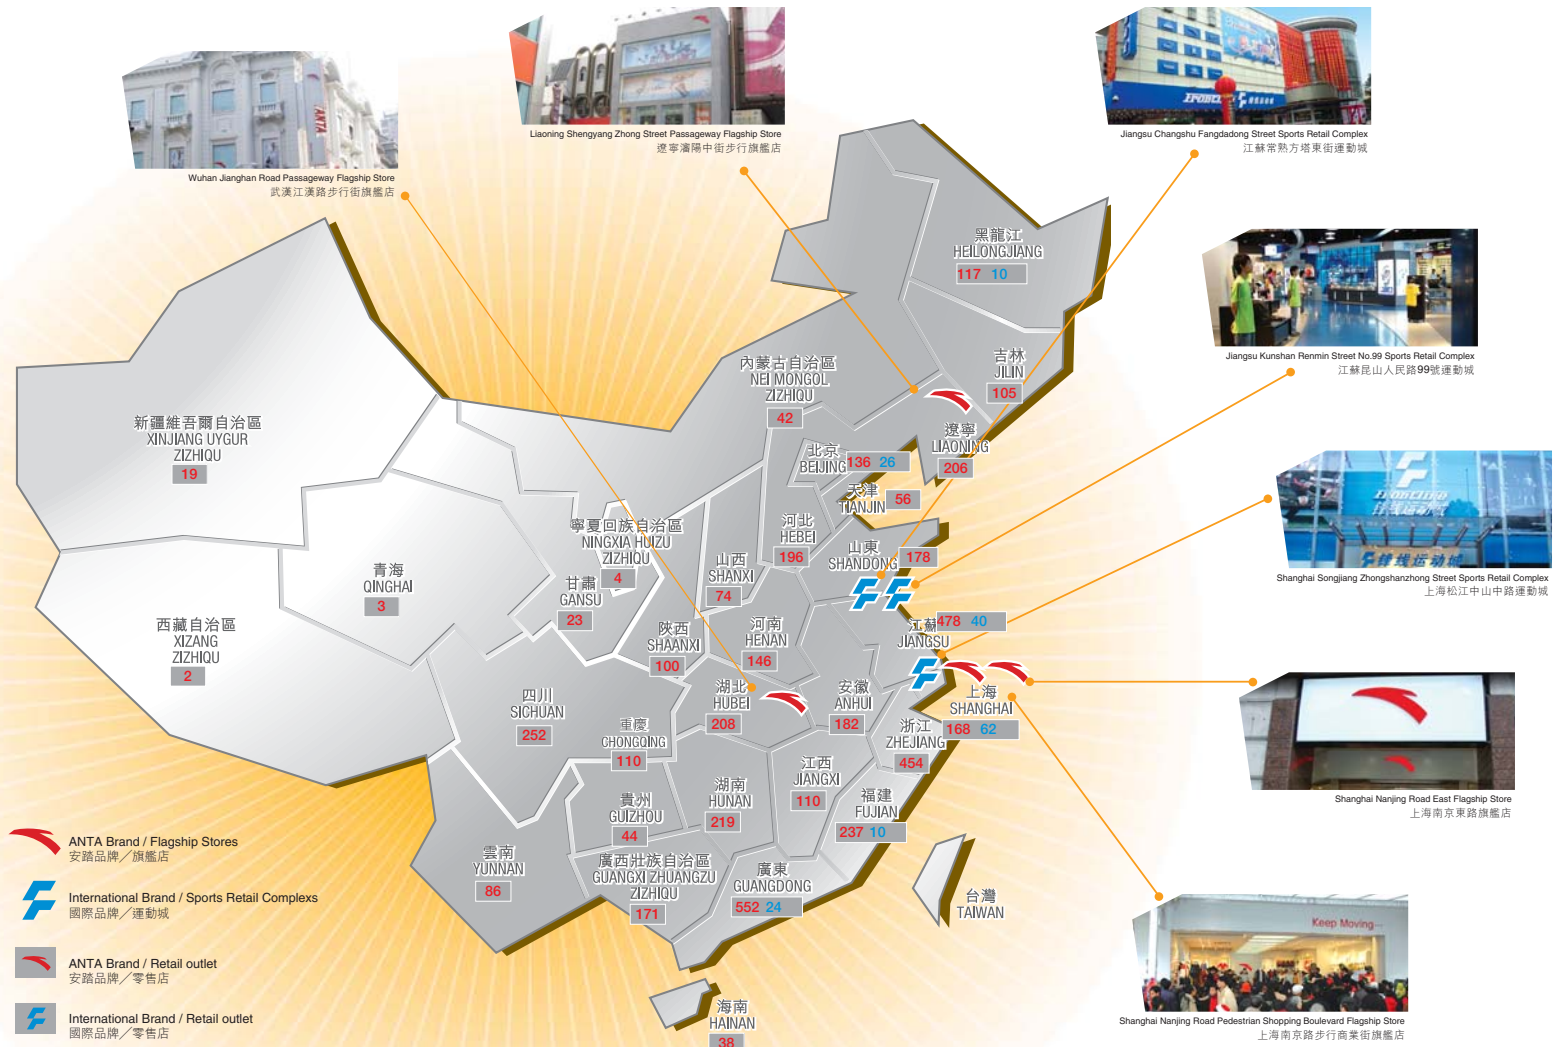 ANTA
Wuhan Jianghan Road Passageway Flagship Store
武漢江漢路步行街旗艦店
Liaoning Shengyang Zhong Street Passageway Flagship Store
遼寧瀋陽中街步行旗艦店
Jiangsu Changshu Fangdadong Street Sports Retail Complex
江蘇常熟方塔東街運動城
Jiangsu Kunshan Renmin Street No.99 Sports Retail Complex
江蘇昆山人民路99號運動城
锋线运动城
Shanghai Songjiang Zhongshanzhong Street Sports Retail Complex
上海松江中山中路運動城
Shanghai Nanjing Road East Flagship Store
上海南京東路旗艦店
Keep Moving...
Shanghai Nanjing Road Pedestrian Shopping Boulevard Flagship Store
上海南京路步行商業街旗艦店
黑龍江
HEILONGJIANG
117 10
吉林
JILIN
105
遼寧
LIAONING
206
內蒙古自治區
NEI MONGOL
ZIZHIQU
42
北京
BEIJING
136 26
天津
TIANJIN
56
河北
HEBEI
196
山東
SHANDONG
178
山西
SHANXI
74
新疆維吾爾自治區
XINJIANG UYGUR
ZIZHIQU
19
寧夏回族自治區
NINGXIA HUIZU
ZIZHIQU
4
青海
QINGHAI
3
甘肅
GANSU
23
西藏自治區
XIZANG
ZIZHIQU
2
陝西
SHAANXI
100
河南
HENAN
146
江蘇
JIANGSU
478 40
四川
SICHUAN
252
重慶
CHONGQING
110
湖北
HUBEI
208
安徽
ANHUI
182
上海
SHANGHAI
168 62
浙江
ZHEJIANG
454
江西
JIANGXI
110
湖南
HUNAN
219
貴州
GUIZHOU
44
福建
FUJIAN
237 10
雲南
YUNNAN
86
廣西壯族自治區
GUANGXI ZHUANGZU
ZIZHIQU
171
廣東
GUANGDONG
552 24
台灣
TAIWAN
海南
HAINAN
38
ANTA Brand / Flagship Stores
安踏品牌／旗艦店
International Brand / Sports Retail Complexs
國際品牌／運動城
ANTA Brand / Retail outlet
安踏品牌／零售店
International Brand / Retail outlet
國際品牌／零售店